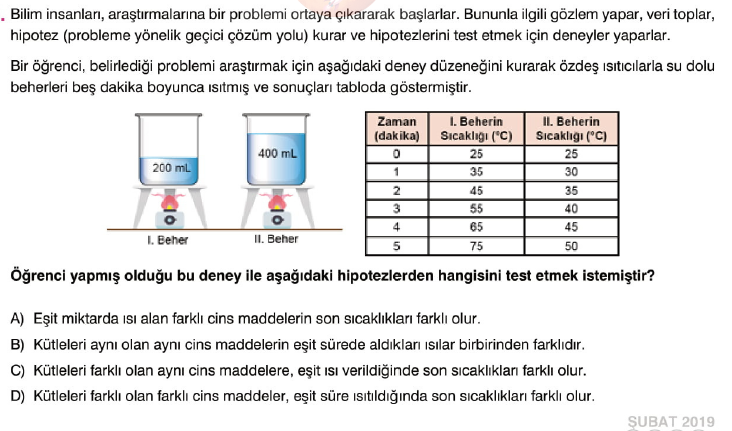 Bilim insanları, araştırmalarına bir problemi ortaya çıkararak başlarlar. Bununla ilgili gözlem yapar, veri toplar,
hipotez (probleme yönelik geçici çözüm yolu) kurar ve hipotezlerini test etmek için deneyler yaparlar.
Bir öğrenci, belirlediği problemi araştırmak için aşağıdaki deney düzeneğini kurarak özdeş ısıtıcılarla su dolu
beherleri beş dakika boyunca ısıtmış ve sonuçları tabloda göstermiştir.
200 mL
400 mL
I. Beher
II. Beher
Zaman (dakika) I. Beherin Sıcaklığı (°C) II. Beherin Sıcaklığı (°C)
0 25 25
1 35 30
2 45 35
3 55 40
4 65 45
5 75 50
Öğrenci yapmış olduğu bu deney ile aşağıdaki hipotezlerden hangisini test etmek istemiştir?
A) Eşit miktarda ısı alan farklı cins maddelerin son sıcaklıkları farklı olur.
B) Kütleleri aynı olan aynı cins maddelerin eşit sürede aldıkları ısılar birbirinden farklıdır.
C) Kütleleri farklı olan aynı cins maddelere, eşit ısı verildiğinde son sıcaklıkları farklı olur.
D) Kütleleri farklı olan farklı cins maddeler, eşit süre ısıtıldığında son sıcaklıkları farklı olur.
ŞUBAT 2019